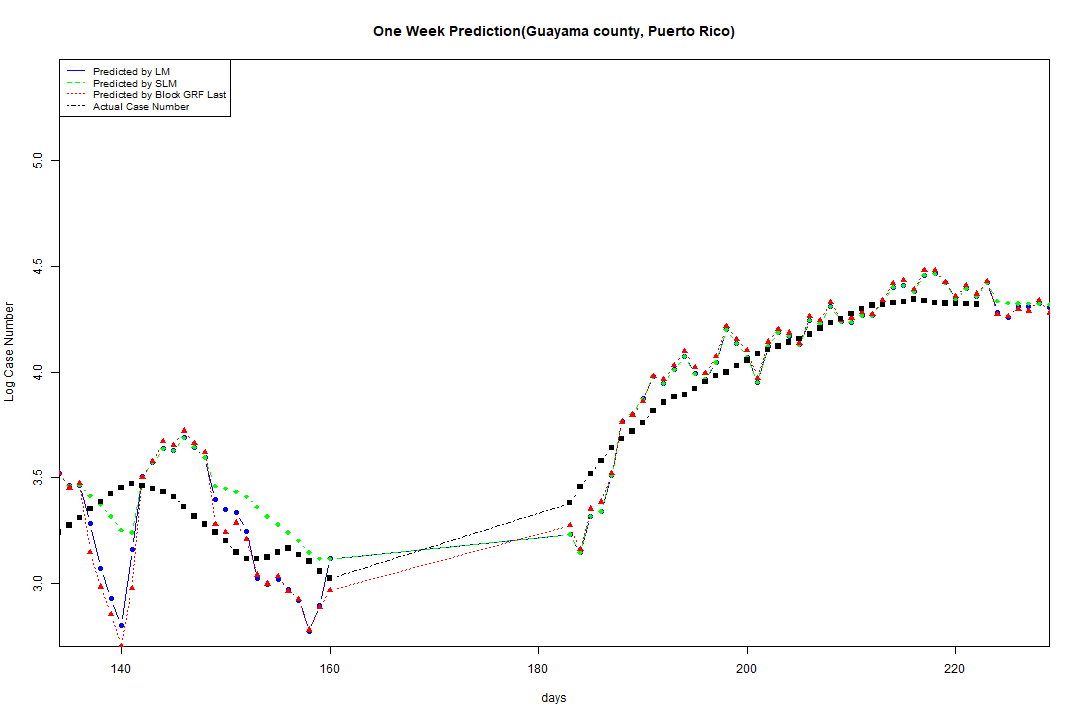 One Week Prediction(Guayama county, Puerto Rico)
Predicted by LM
Predicted by SLM
Predicted by Block GRF Last
Actual Case Number
5.0
4.5
4.0
3.5
3.0
Log Case Number
140 160 180 200 220
days